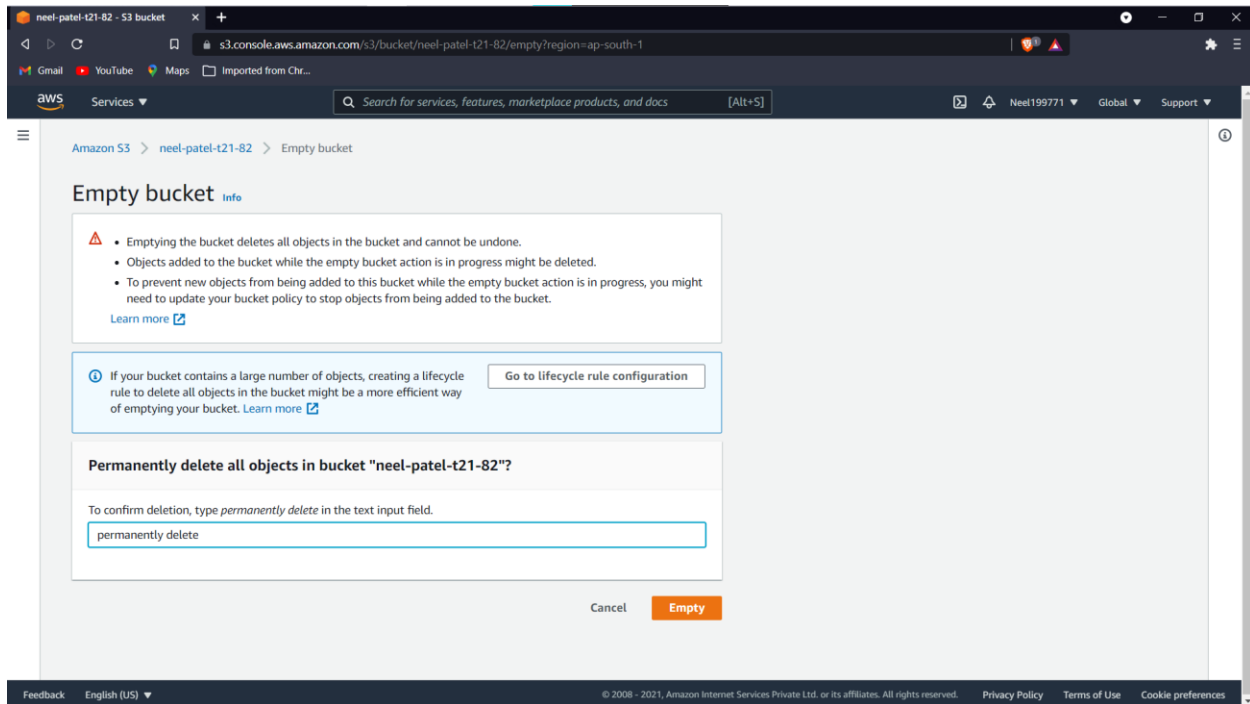 neel-patel-t21-82 - S3 bucket
s3.console.aws.amazon.com/s3/bucket/neel-patel-t21-82/empty?region=ap-south-1
Gmail YouTube Maps Imported from Chr...
aws Services Search for services, features, marketplace products, and docs [Alt+S] Neel199771 Global Support
Amazon S3 > neel-patel-t21-82 > Empty bucket
Empty bucket Info
• Emptying the bucket deletes all objects in the bucket and cannot be undone.
• Objects added to the bucket while the empty bucket action is in progress might be deleted.
• To prevent new objects from being added to this bucket while the empty bucket action is in progress, you might
need to update your bucket policy to stop objects from being added to the bucket.
Learn more
If your bucket contains a large number of objects, creating a lifecycle
rule to delete all objects in the bucket might be a more efficient way
of emptying your bucket. Learn more
Go to lifecycle rule configuration
Permanently delete all objects in bucket "neel-patel-t21-82"?
To confirm deletion, type permanently delete in the text input field.
permanently delete
Cancel Empty
Feedback English (US) © 2008 - 2021, Amazon Internet Services Private Ltd. or its affiliates. All rights reserved. Privacy Policy Terms of Use Cookie preferences